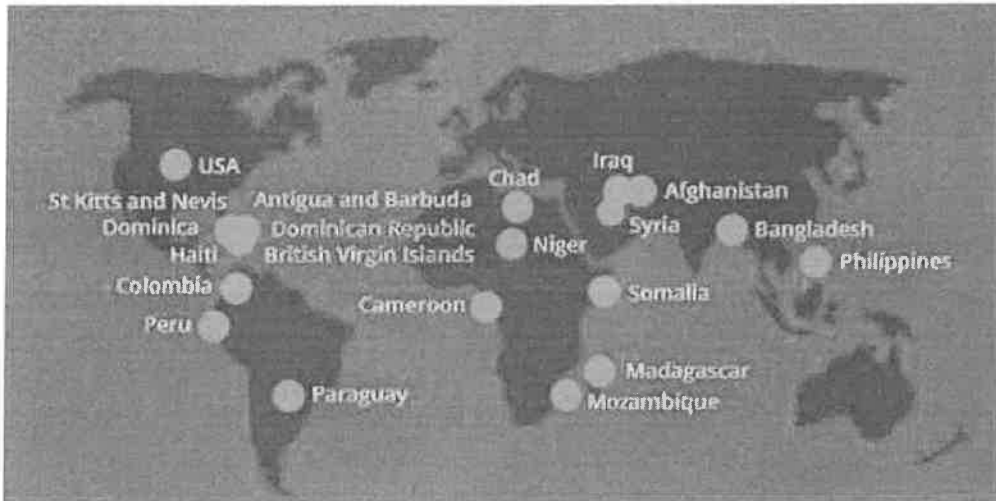 USA
Iraq
Chad
Afghanistan
St Kitts and Nevis
Antigua and Barbuda
Dominica
Dominican Republic
Syria
Bangladesh
Haiti
British Virgin Islands
Niger
Philippines
Colombia
Cameroon
Somalia
Peru
Paraguay
Madagascar
Mozambique